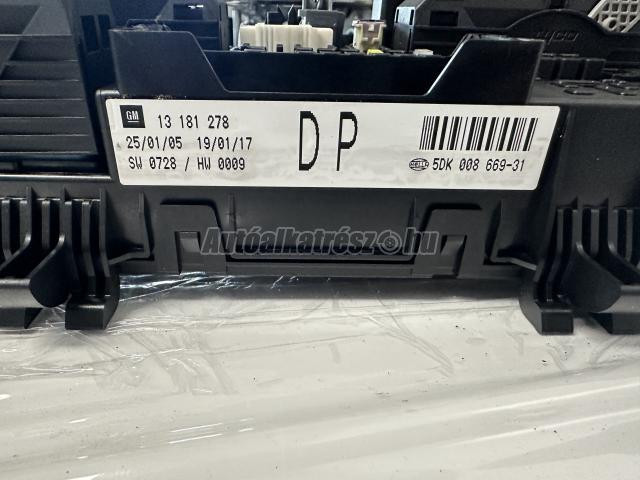 GM 13 181 278
25/01/05 19/01/17
SW 0728 / HW 0009
DP
HELLA 5DK 008 669-31
Autóalkatrész.hu